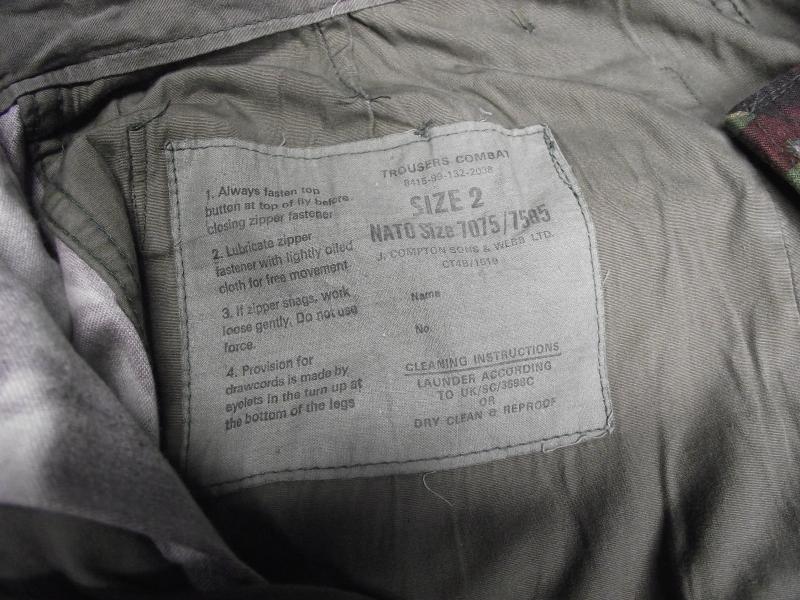 TROUSERS COMBAT
8415-99-132-2038
SIZE 2
NATO Size 7075/7585
J. COMPTON SONS & WEBB LTD.
CT4B/1619
Name
No.
CLEANING INSTRUCTIONS
LAUNDER ACCORDING
TO UK/SC/3698C
OR
DRY CLEAN & REPROOF
1. Always fasten top
button at top of fly before
closing zipper fastener
2. Lubricate zipper
fastener with lightly oiled
cloth for free movement
3. If zipper snags, work
loose gently. Do not use
force.
4. Provision for
drawcords is made by
eyelets in the turn up at
the bottom of the legs